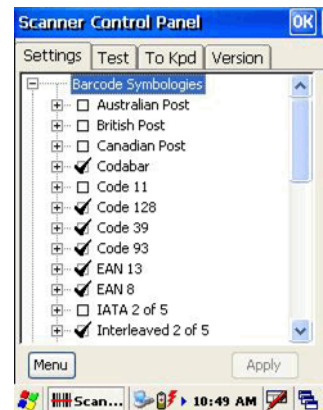 Scanner Control Panel OK
Settings Test To Kpd Version
Barcode Symbologies
Australian Post
British Post
Canadian Post
Codabar
Code 11
Code 128
Code 39
Code 93
EAN 13
EAN 8
IATA 2 of 5
Interleaved 2 of 5
Menu Apply
Scan... 10:49 AM